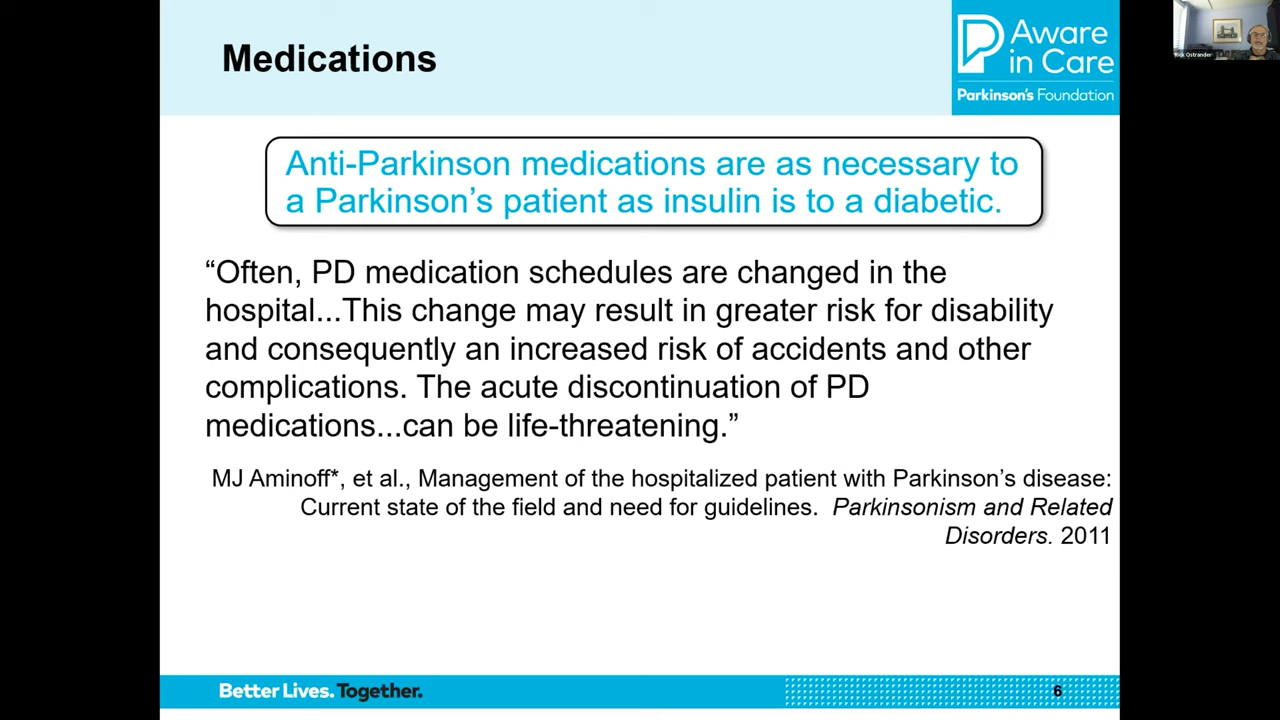 Medications
Aware
in Care
Parkinson's Foundation
Rick Ostrander
Anti-Parkinson medications are as necessary to
a Parkinson’s patient as insulin is to a diabetic.
“Often, PD medication schedules are changed in the
hospital...This change may result in greater risk for disability
and consequently an increased risk of accidents and other
complications. The acute discontinuation of PD
medications...can be life-threatening.”
MJ Aminoff*, et al., Management of the hospitalized patient with Parkinson’s disease:
Current state of the field and need for guidelines. Parkinsonism and Related
Disorders. 2011
Better Lives. Together.
6